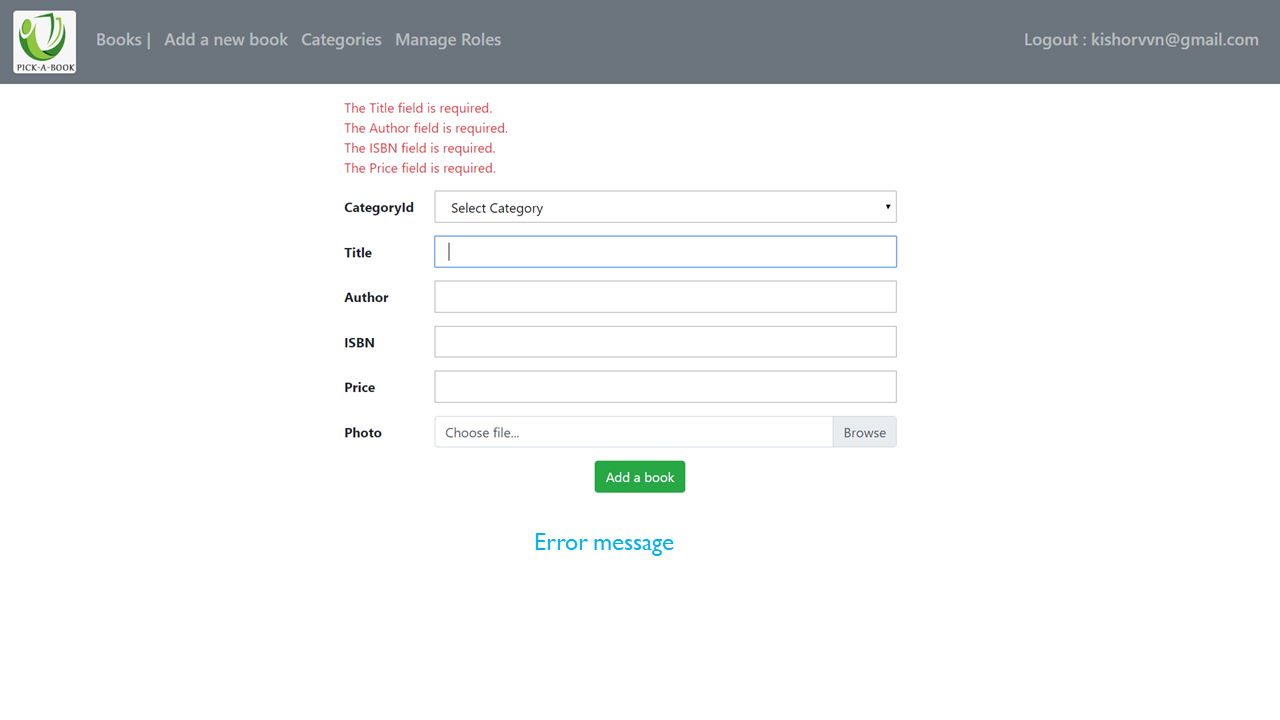 PICK-A-BOOK
Books | Add a new book Categories Manage Roles
Logout : kishorvvn@gmail.com
The Title field is required.
The Author field is required.
The ISBN field is required.
The Price field is required.
CategoryId Select Category
Title
Author
ISBN
Price
Photo Choose file... Browse
Add a book
Error message